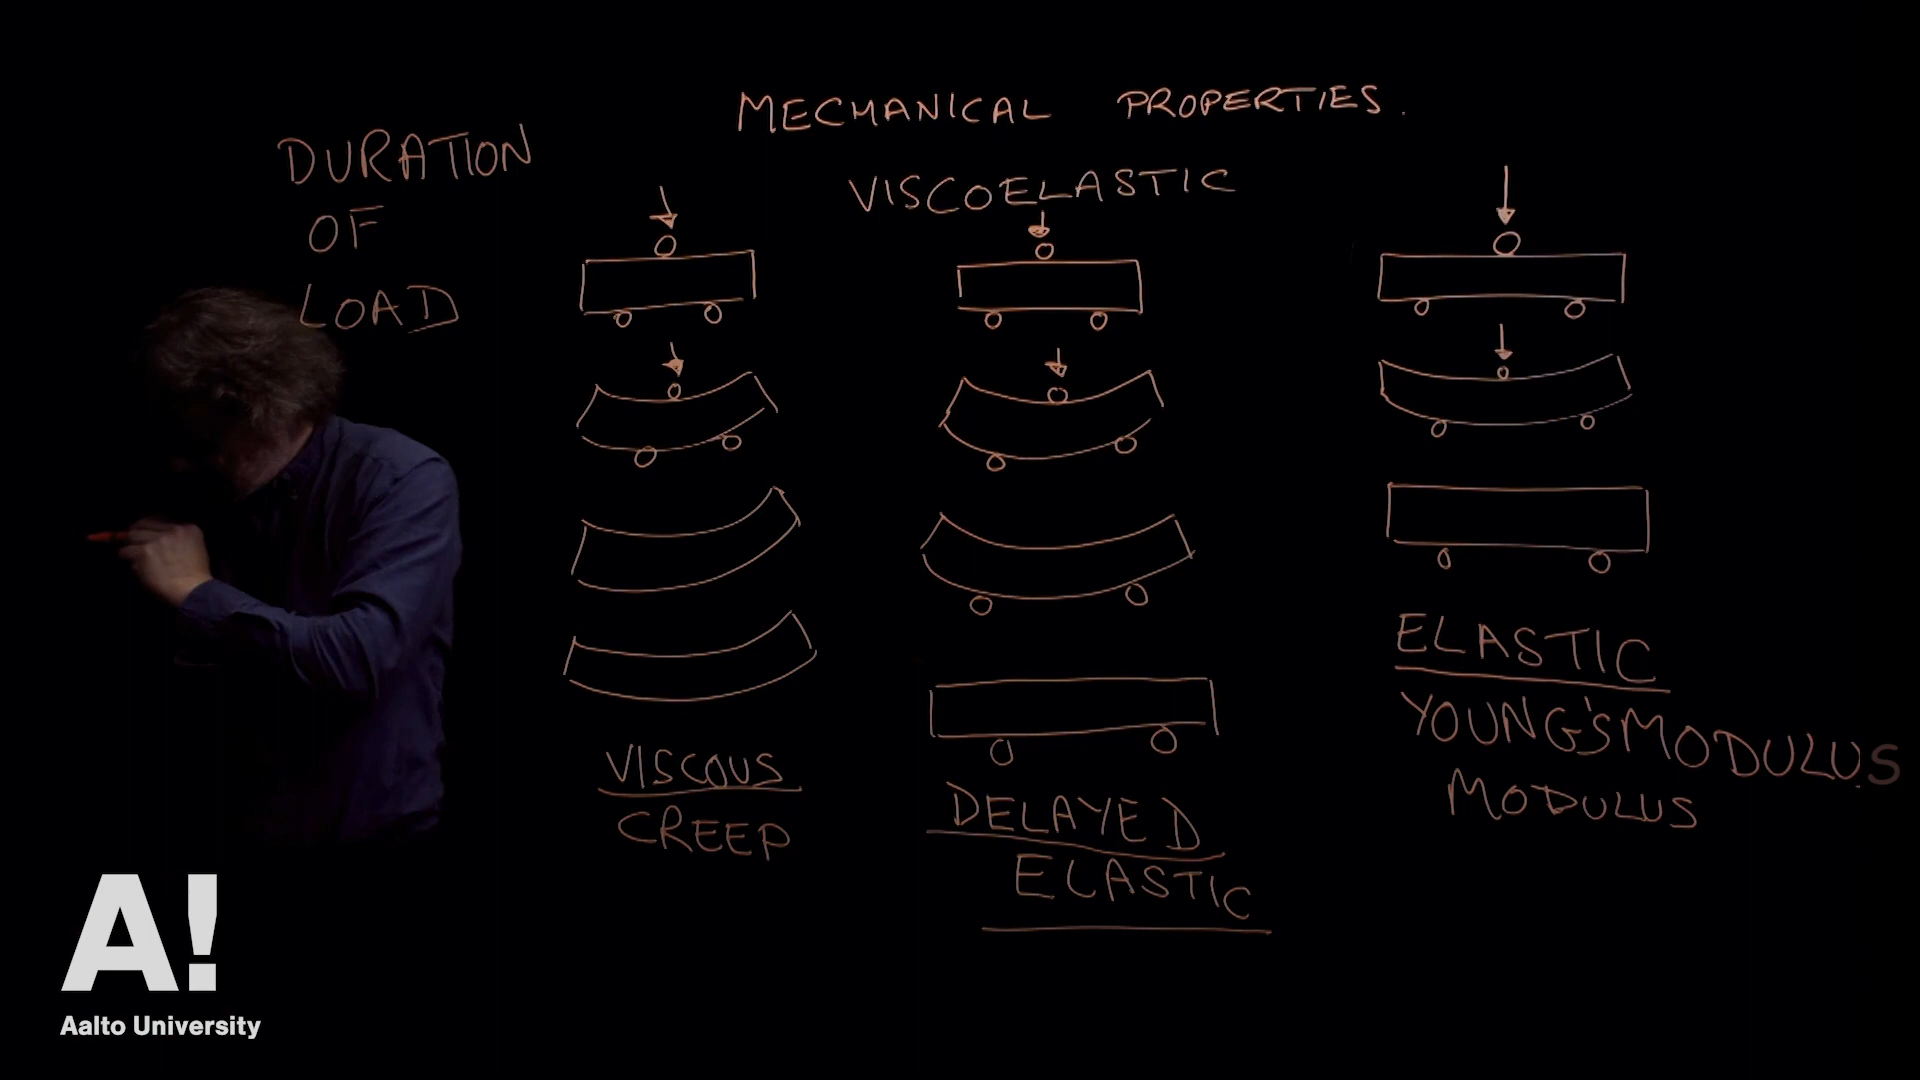 MECHANICAL PROPERTIES.
VISCOELASTIC
DURATION
OF
LOAD
VISCOUS
CREEP
DELAYED
ELASTIC
ELASTIC
YOUNG'S MODULUS
MODULUS
A!
Aalto University